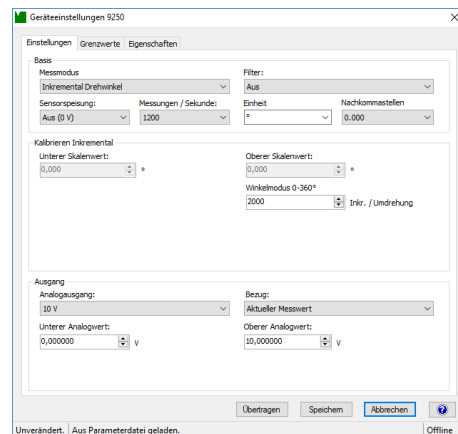 Geräteeinstellungen 9250
Einstellungen Grenzwerte Eigenschaften
Basis
Messmodus Filter:
Inkremental Drehwinkel Aus
Sensorspeisung: Messungen / Sekunde: Einheit Nachkommastellen
Aus (0 V) 1200 ° 0.000
Kalibrieren Inkremental
Unterer Skalenwert: Oberer Skalenwert:
0,000 ° 0,000 °
Winkelmodus 0-360°
2000 Inkr. / Umdrehung
Ausgang
Analogausgang: Bezug:
10 V Aktueller Messwert
Unterer Analogwert: Oberer Analogwert:
0,000000 V 10,000000 V
Übertragen Speichern Abbrechen ?
Unverändert. Aus Parameterdatei geladen. Offline